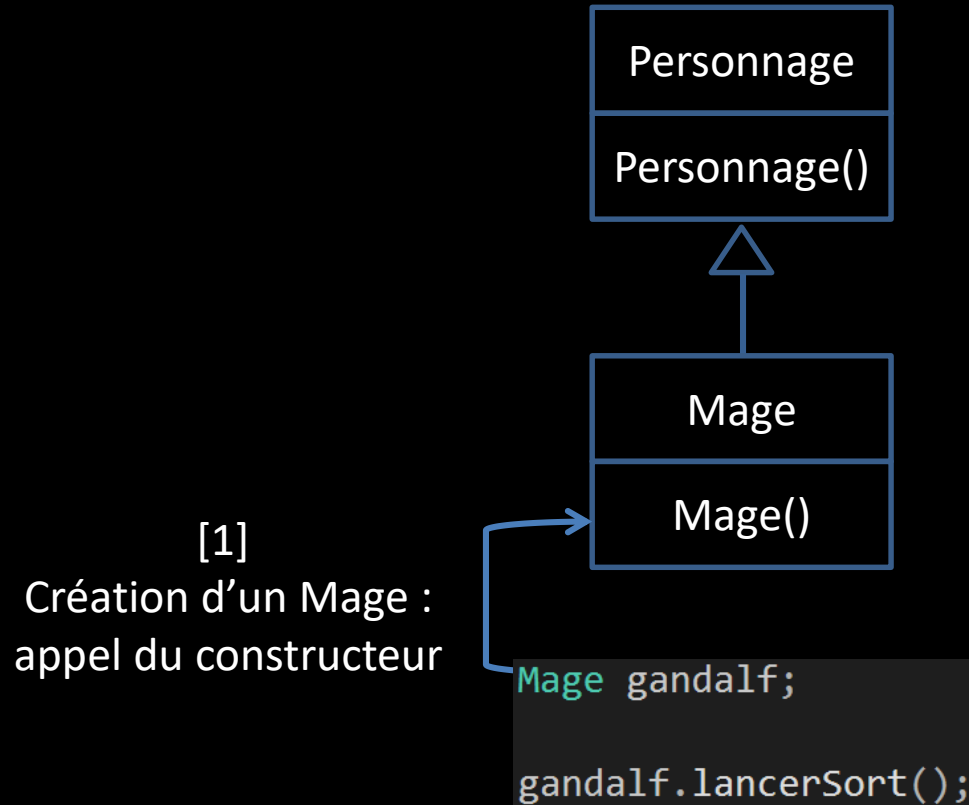 Personnage
Personnage()
Mage
Mage()
[1]
Création d’un Mage :
appel du constructeur
Mage gandalf;
gandalf.lancerSort();